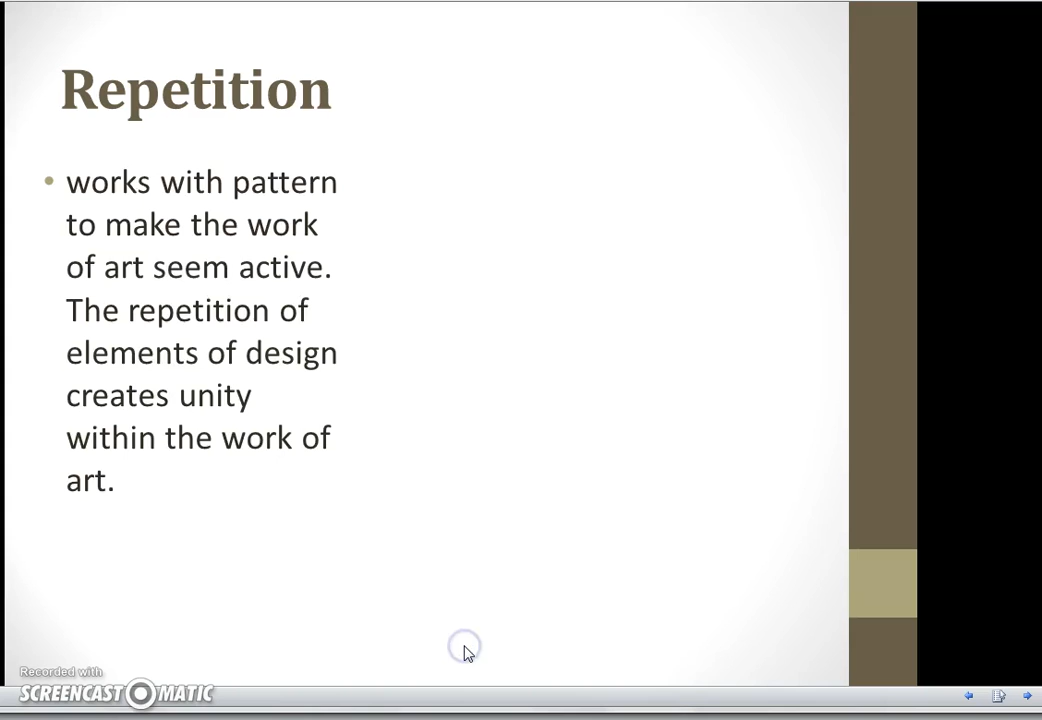 Repetition
• works with pattern
to make the work
of art seem active.
The repetition of
elements of design
creates unity
within the work of
art.
Recorded with
SCREENCAST MATIC